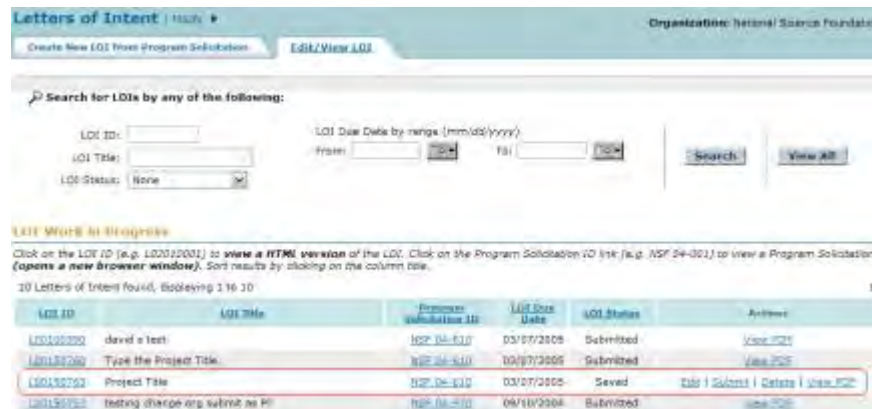 Letters of Intent | MAIN
Organization: National Science Foundation
Create New LOI from Program Solicitation
Edit/View LOI
Search for LOIs by any of the following:
LOI ID:
LOI Due Date by range (mm/dd/yyyy)
LOI Title:
From:
To:
Search
View All
LOI Status: None
LOI Work in Progress
Click on the LOI ID (e.g. L02010001) to view a HTML version of the LOI. Click on the Program Solicitation ID link (e.g. NSF 04-001) to view a Program Solicitation
(opens a new browser window). Sort results by clicking on the column title.
10 Letters of Intent found, displaying 1 to 10
LOI ID LOI Title Program Solicitation ID LOI Due Date LOI Status Actions
david s test NSF 04-610 03/07/2005 Submitted View PDF
Type the Project Title NSF 04-610 03/07/2005 Submitted View PDF
Project Title NSF 04-610 03/07/2005 Saved Edit | Submit | Delete | View PDF
testing change org submit as PI NSF 04-610 09/10/2004 Submitted View PDF